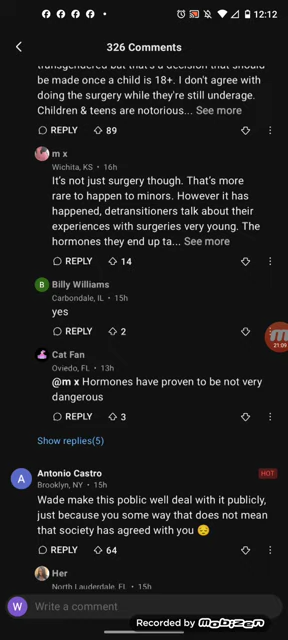 12:12
326 Comments
transgendered but that's a decision that should
be made once a child is 18+. I don't agree with
doing the surgery while they're still underage.
Children & teens are notorious... See more
REPLY 89
m x
Wichita, KS • 16h
It's not just surgery though. That's more
rare to happen to minors. However it has
happened, detransitioners talk about their
experiences with surgeries very young. The
hormones they end up ta... See more
REPLY 14
B Billy Williams
Carbondale, IL • 15h
yes
REPLY 2
21:09
Cat Fan
Oviedo, FL • 13h
@m x Hormones have proven to be not very
dangerous
REPLY 3
Show replies(5)
A Antonio Castro HOT
Brooklyn, NY • 15h
Wade make this public well deal with it publicly,
just because you some way that does not mean
that society has agreed with you 😔
REPLY 64
Her
North Lauderdale, FL • 15h
W Write a comment
Recorded by MOBIZEN